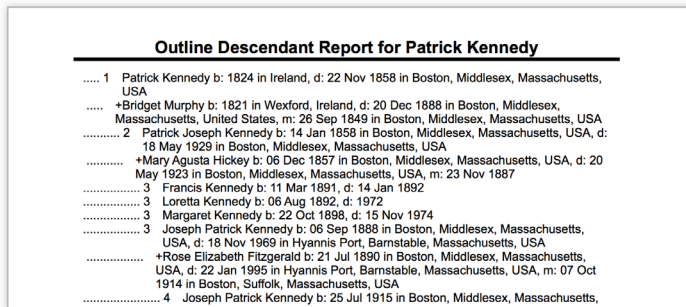 Outline Descendant Report for Patrick Kennedy
..... 1 Patrick Kennedy b: 1824 in Ireland, d: 22 Nov 1858 in Boston, Middlesex, Massachusetts,
USA
..... +Bridget Murphy b: 1821 in Wexford, Ireland, d: 20 Dec 1888 in Boston, Middlesex,
Massachusetts, United States, m: 26 Sep 1849 in Boston, Middlesex, Massachusetts, USA
........... 2 Patrick Joseph Kennedy b: 14 Jan 1858 in Boston, Middlesex, Massachusetts, USA, d:
18 May 1929 in Boston, Middlesex, Massachusetts, USA
........... +Mary Agusta Hickey b: 06 Dec 1857 in Boston, Middlesex, Massachusetts, USA, d: 20
May 1923 in Boston, Middlesex, Massachusetts, USA, m: 23 Nov 1887
................. 3 Francis Kennedy b: 11 Mar 1891, d: 14 Jan 1892
................. 3 Loretta Kennedy b: 06 Aug 1892, d: 1972
................. 3 Margaret Kennedy b: 22 Oct 1898, d: 15 Nov 1974
................. 3 Joseph Patrick Kennedy b: 06 Sep 1888 in Boston, Middlesex, Massachusetts,
USA, d: 18 Nov 1969 in Hyannis Port, Barnstable, Massachusetts, USA
................. +Rose Elizabeth Fitzgerald b: 21 Jul 1890 in Boston, Middlesex, Massachusetts,
USA, d: 22 Jan 1995 in Hyannis Port, Barnstable, Massachusetts, USA, m: 07 Oct
1914 in Boston, Suffolk, Massachusetts, USA
....................... 4 Joseph Patrick Kennedy b: 25 Jul 1915 in Boston, Middlesex, Massachusetts,